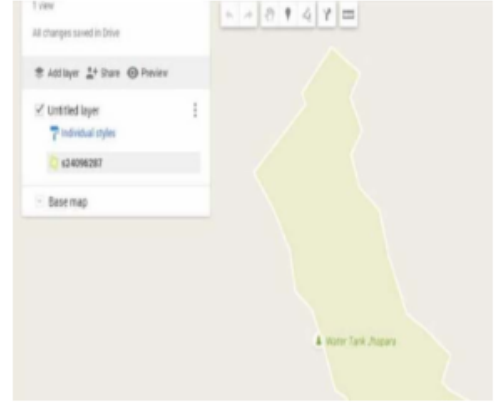 1 view
All changes saved in Drive
Add layer Share Preview
Untitled layer
Individual styles
s24096287
Base map
Water Tank Jhapara